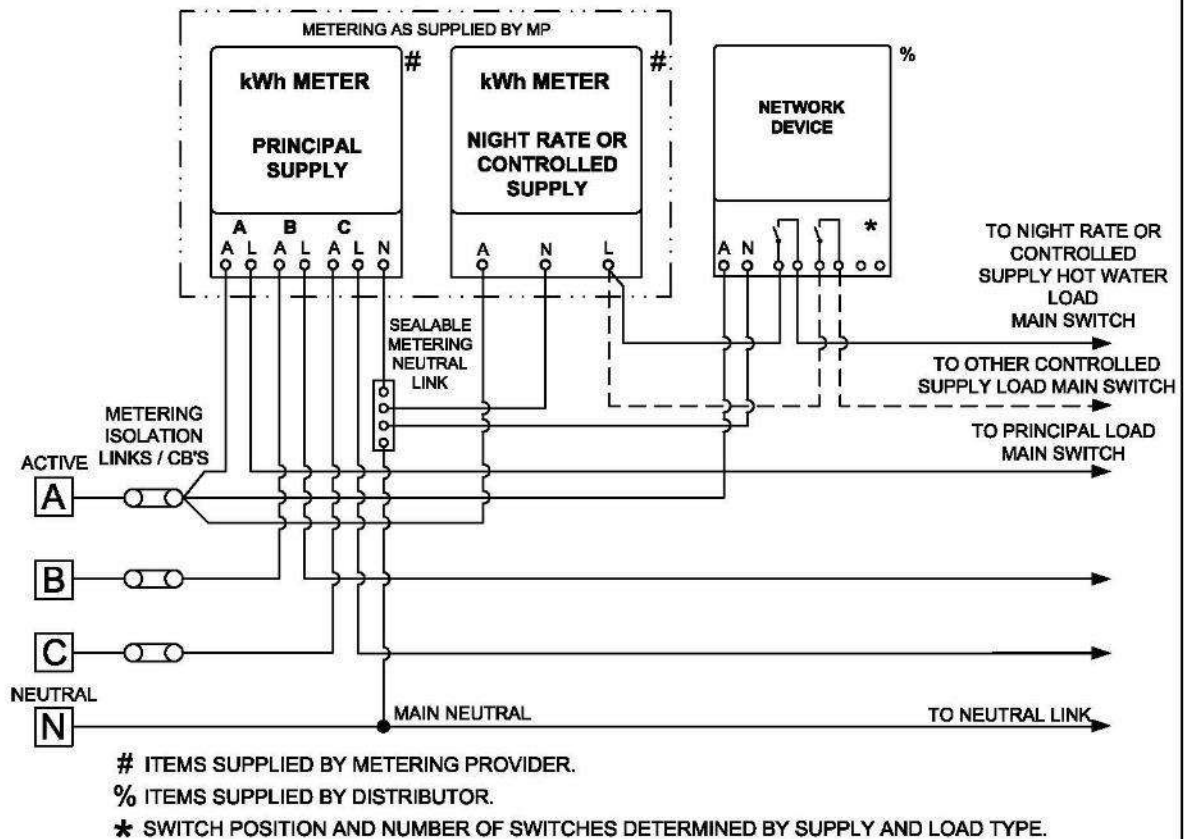 METERING AS SUPPLIED BY MP
#
kWh METER
PRINCIPAL
SUPPLY
A B C
A L A L A L N
#
kWh METER
NIGHT RATE OR
CONTROLLED
SUPPLY
A N L
%
NETWORK
DEVICE
*
A N
TO NIGHT RATE OR
CONTROLLED
SUPPLY HOT WATER
LOAD
MAIN SWITCH
SEALABLE
METERING
NEUTRAL
LINK
TO OTHER CONTROLLED
SUPPLY LOAD MAIN SWITCH
TO PRINCIPAL LOAD
MAIN SWITCH
METERING
ISOLATION
LINKS / CB'S
ACTIVE
A
B
C
NEUTRAL
N
MAIN NEUTRAL
TO NEUTRAL LINK
# ITEMS SUPPLIED BY METERING PROVIDER.
% ITEMS SUPPLIED BY DISTRIBUTOR.
* SWITCH POSITION AND NUMBER OF SWITCHES DETERMINED BY SUPPLY AND LOAD TYPE.